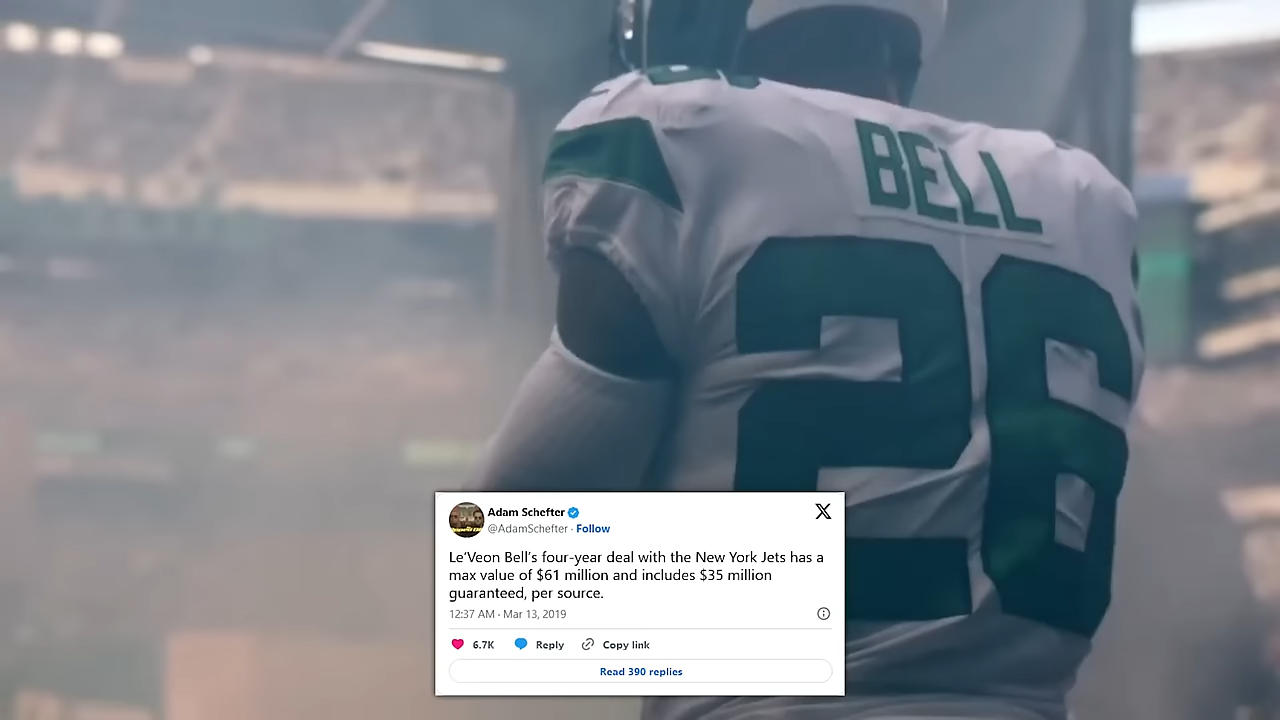 BELL
26
Adam Schefter
@AdamSchefter · Follow
Le'Veon Bell's four-year deal with the New York Jets has a
max value of $61 million and includes $35 million
guaranteed, per source.
12:37 AM · Mar 13, 2019
6.7K Reply Copy link
Read 390 replies